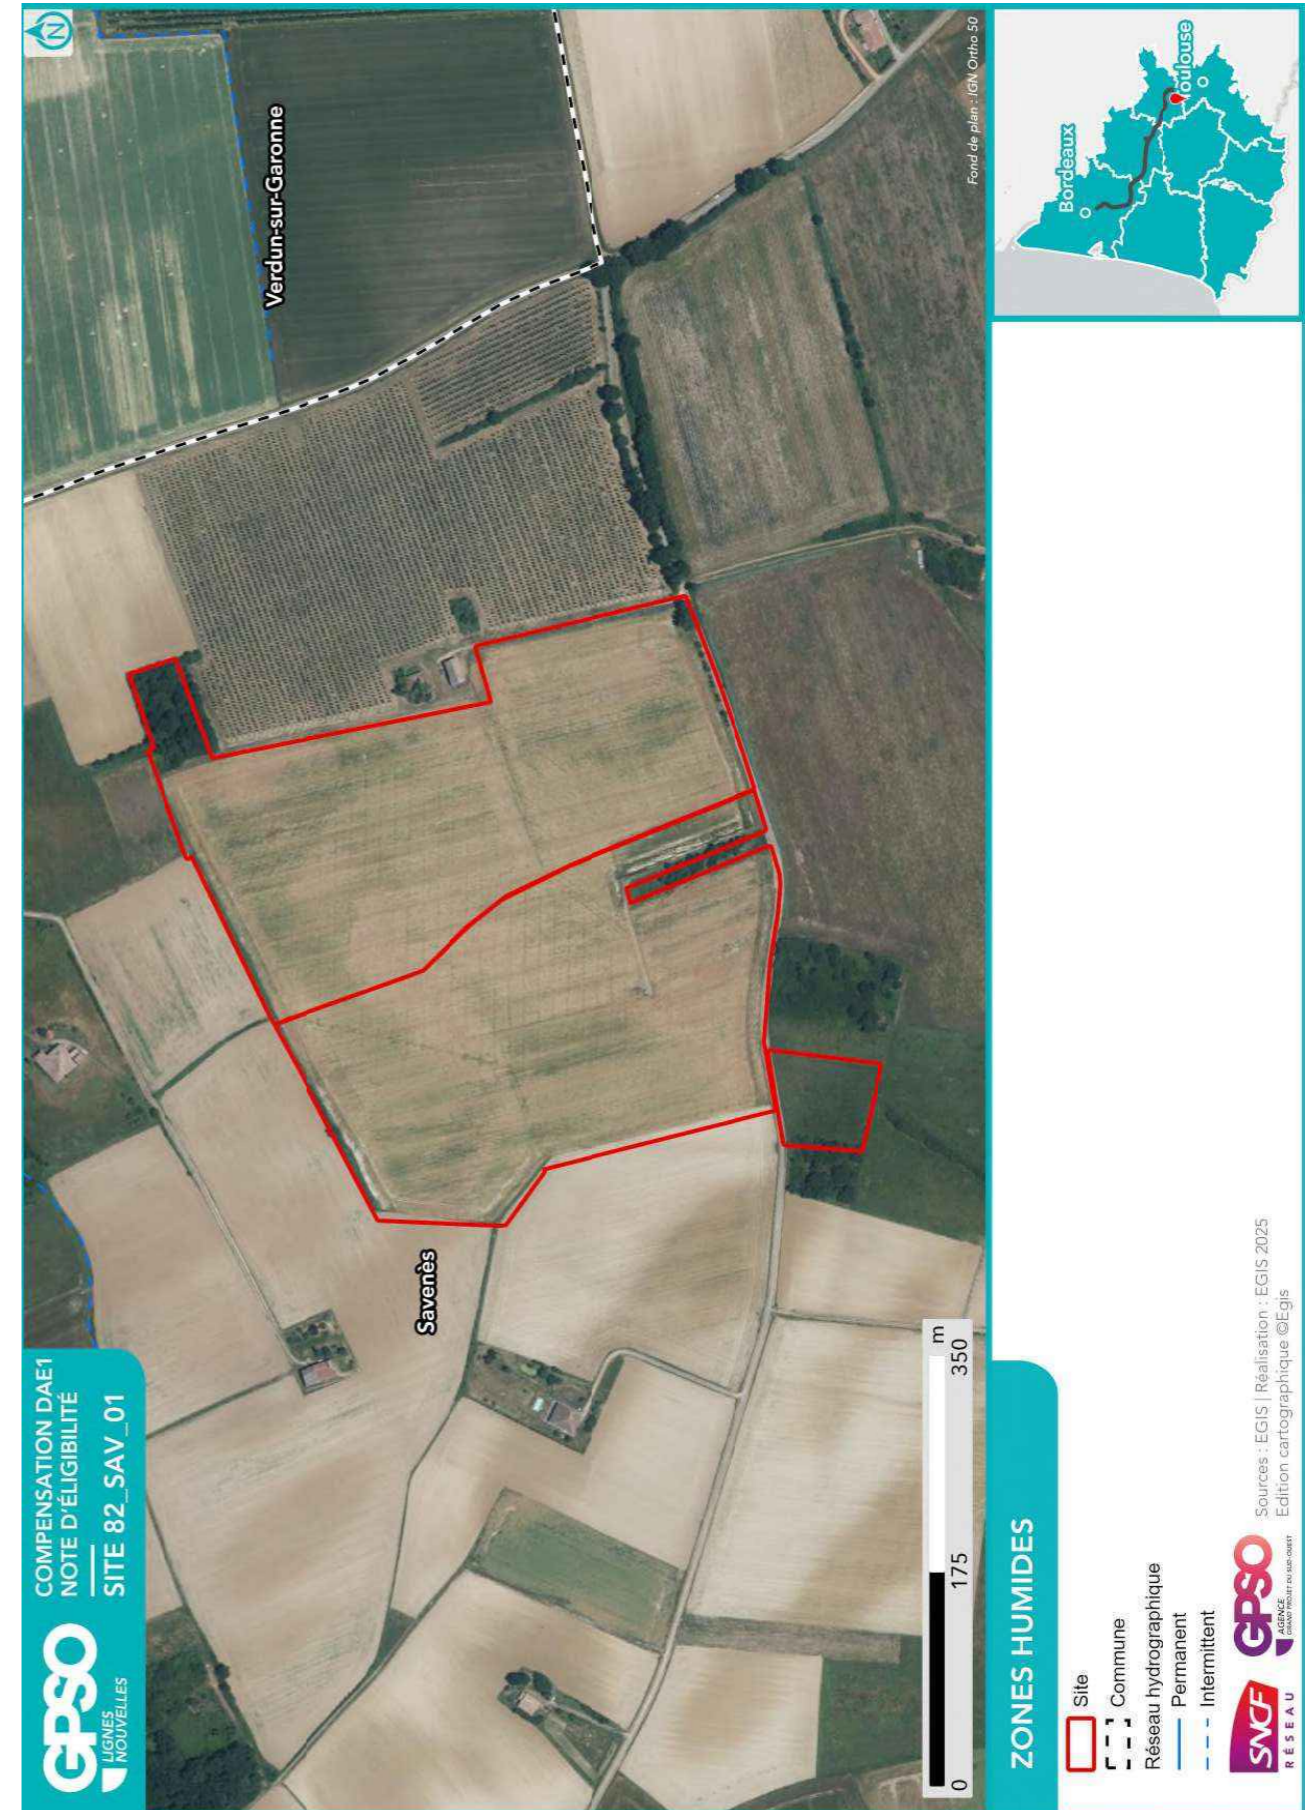 GPSO
LIGNES
NOUVELLES
COMPENSATION DAE1
NOTE D'ÉLIGIBILITÉ
SITE 82_SAV_01
N
Verdun-sur-Garonne
Savenès
0 175 350 m
Fond de plan : IGN Ortho 50
ZONES HUMIDES
Site
Commune
Réseau hydrographique
Permanent
Intermittent
SNCF
RÉSEAU
GPSO
AGENCE
GRAND PROJET DU SUD-OUEST
Sources : EGIS | Réalisation : EGIS 2025
Edition cartographique ©Egis
Bordeaux
Toulouse